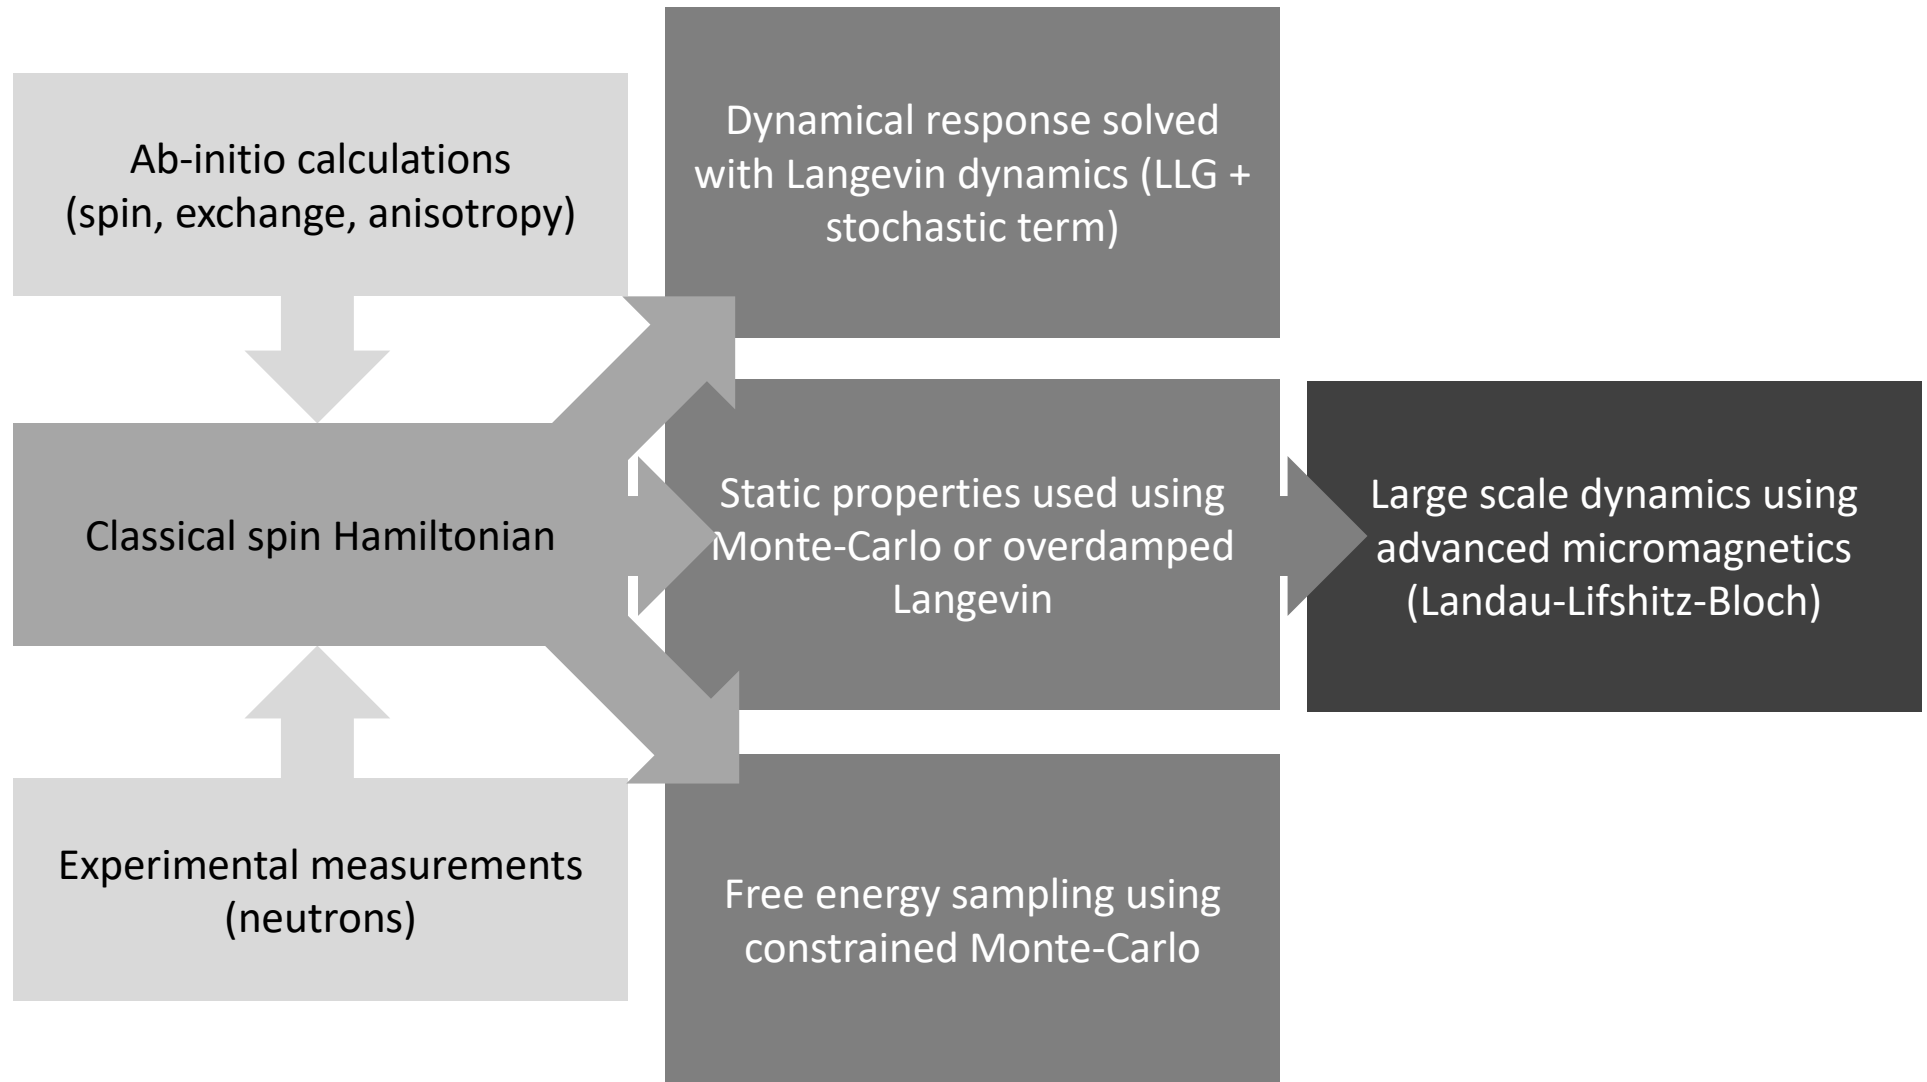 Ab-initio calculations
(spin, exchange, anisotropy)
Classical spin Hamiltonian
Experimental measurements
(neutrons)
Dynamical response solved
with Langevin dynamics (LLG +
stochastic term)
Static properties used using
Monte-Carlo or overdamped
Langevin
Free energy sampling using
constrained Monte-Carlo
Large scale dynamics using
advanced micromagnetics
(Landau-Lifshitz-Bloch)